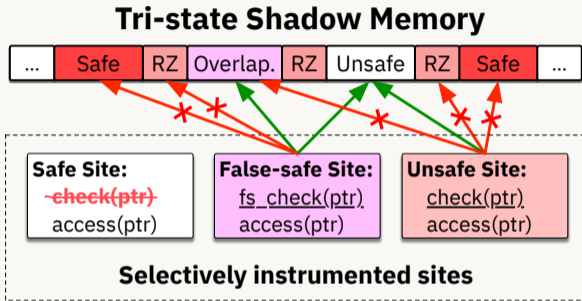 Tri-state Shadow Memory
... Safe RZ Overlap. RZ Unsafe RZ Safe ...
Safe Site: False-safe Site: Unsafe Site:
check(ptr) fs_check(ptr) check(ptr)
access(ptr) access(ptr) access(ptr)
Selectively instrumented sites